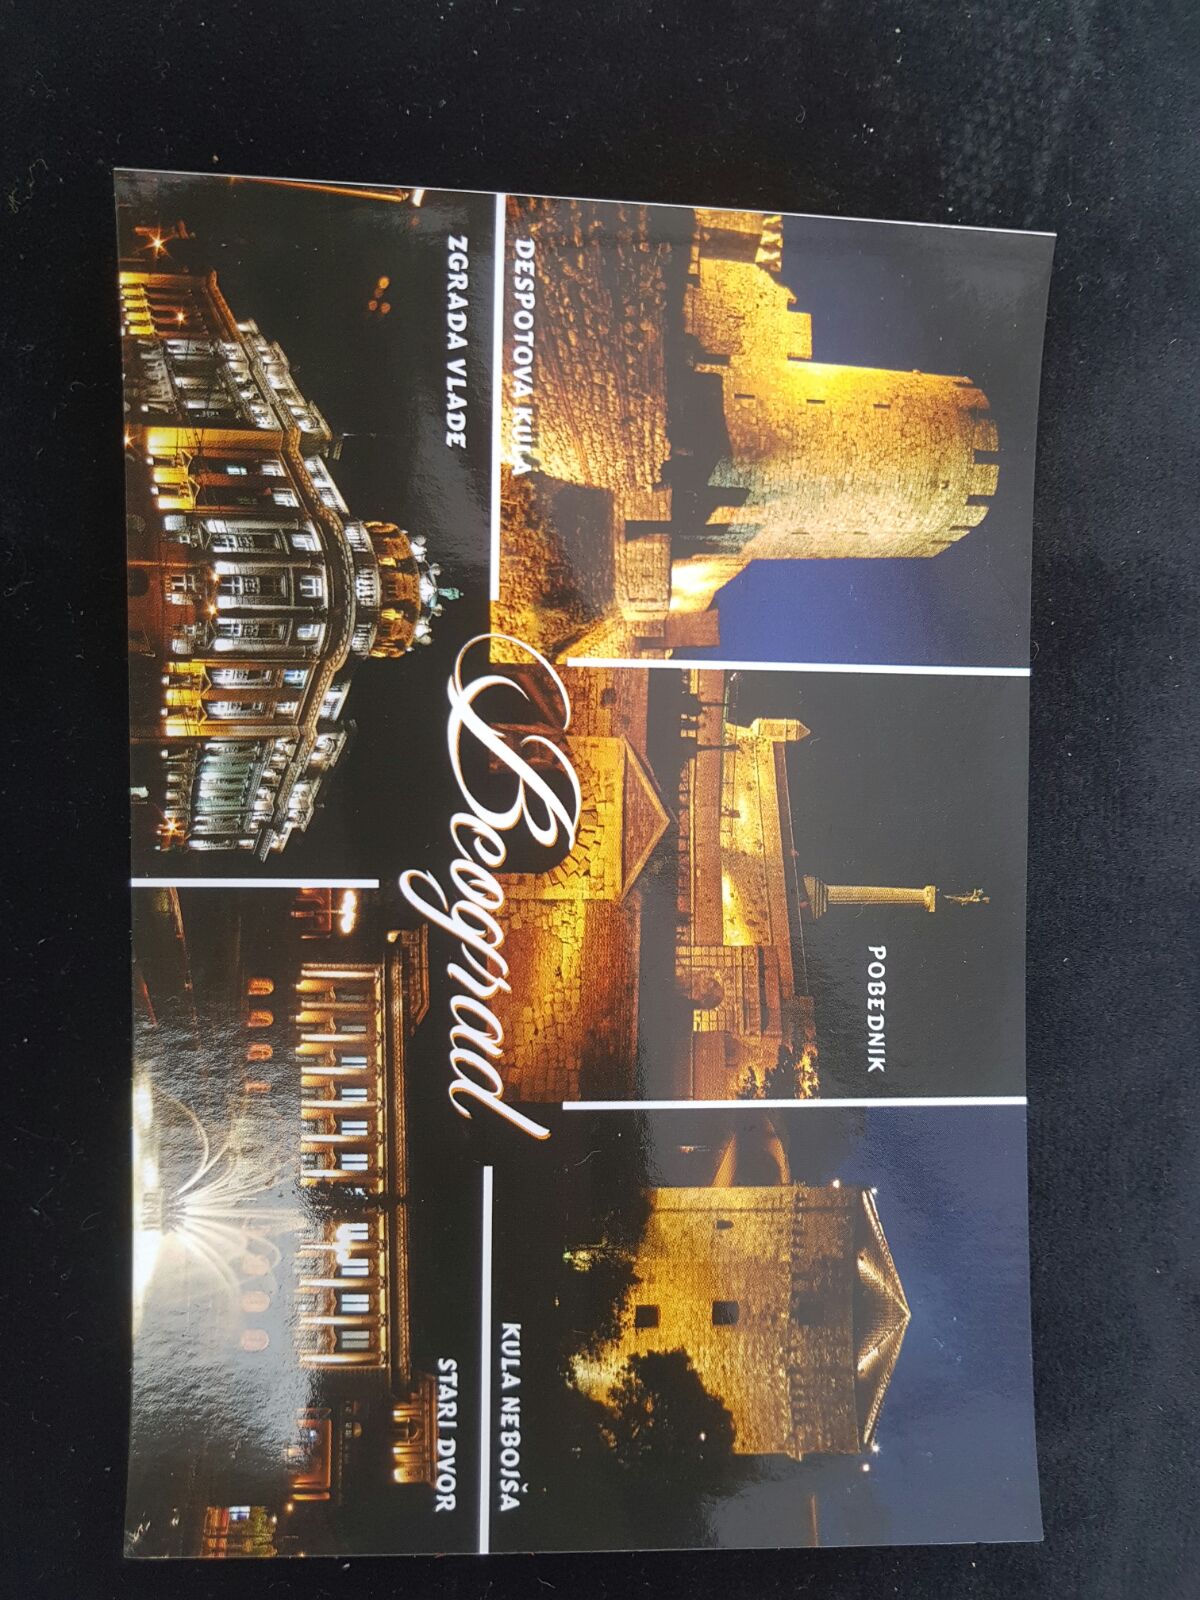 POBEDNIK
DESPOTOVA KULA
KULA NEBOJŠA
Beograd
ZGRADA VLADE
STARI DVOR